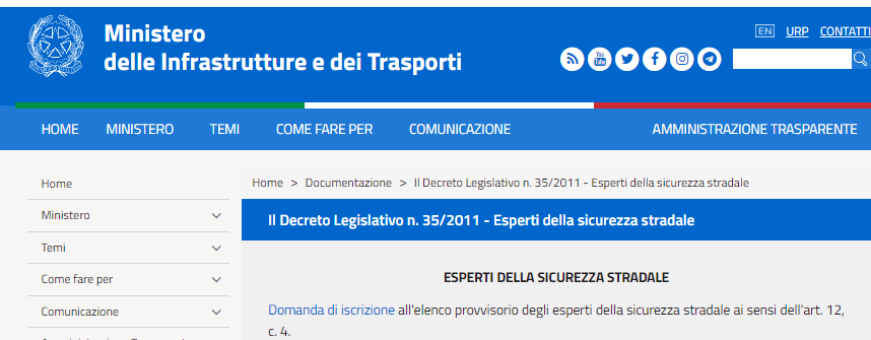 Ministero
delle Infrastrutture e dei Trasporti
EN URP CONTATTI
HOME MINISTERO TEMI COME FARE PER COMUNICAZIONE AMMINISTRAZIONE TRASPARENTE
Home
Ministero
Temi
Come fare per
Comunicazione
Home > Documentazione > Il Decreto Legislativo n. 35/2011 - Esperti della sicurezza stradale
Il Decreto Legislativo n. 35/2011 - Esperti della sicurezza stradale
ESPERTI DELLA SICUREZZA STRADALE
Domanda di iscrizione all'elenco provvisorio degli esperti della sicurezza stradale ai sensi dell'art. 12,
c. 4.